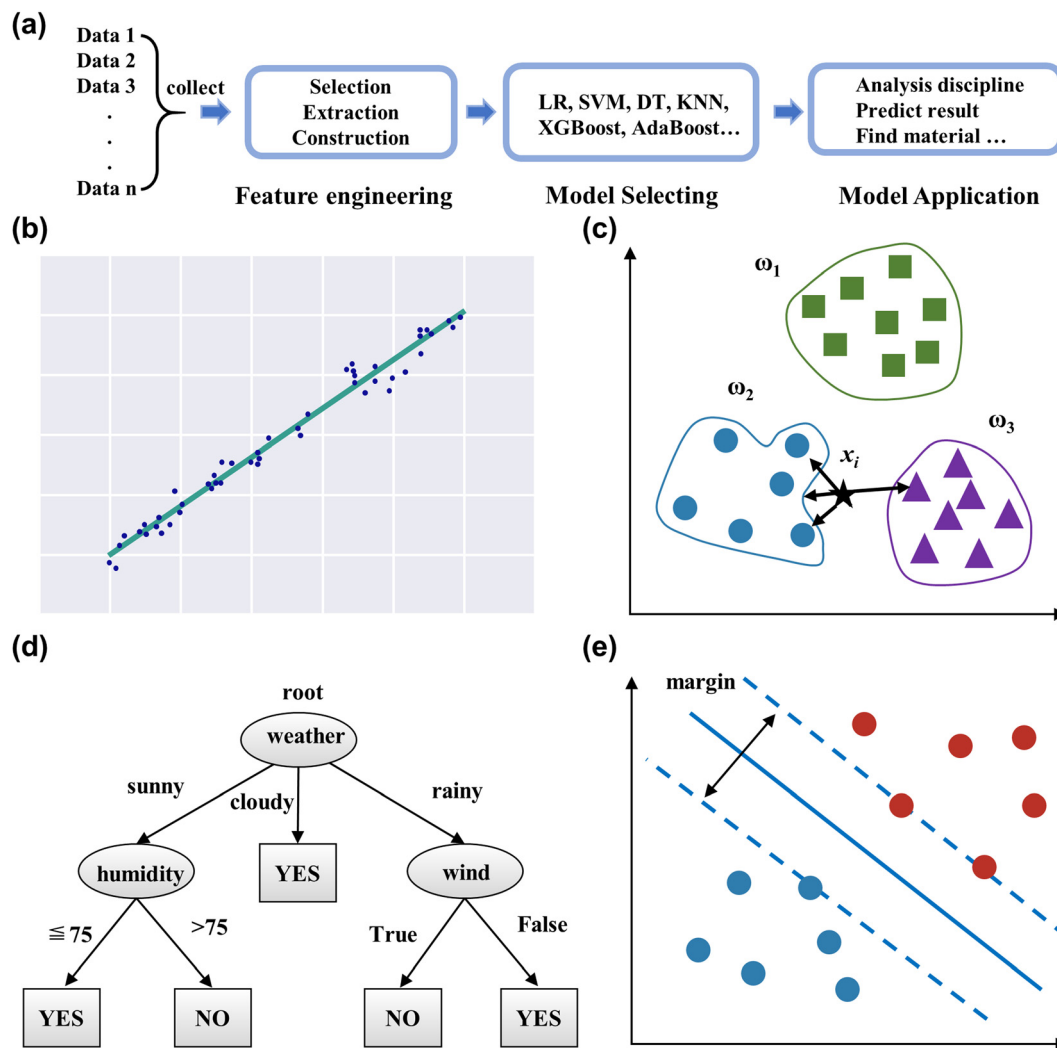 (a)
Data 1
Data 2
Data 3
.
.
.
.
Data n
collect
Selection
Extraction
Construction
Feature engineering
LR, SVM, DT, KNN,
XGBoost, AdaBoost…
Model Selecting
Analysis discipline
Predict result
Find material …
Model Application
(b)
(c)
ω1
ω2
xi
ω3
(d)
root
weather
sunny
cloudy
rainy
humidity
YES
wind
≦ 75
>75
True
False
YES
NO
NO
YES
(e)
margin